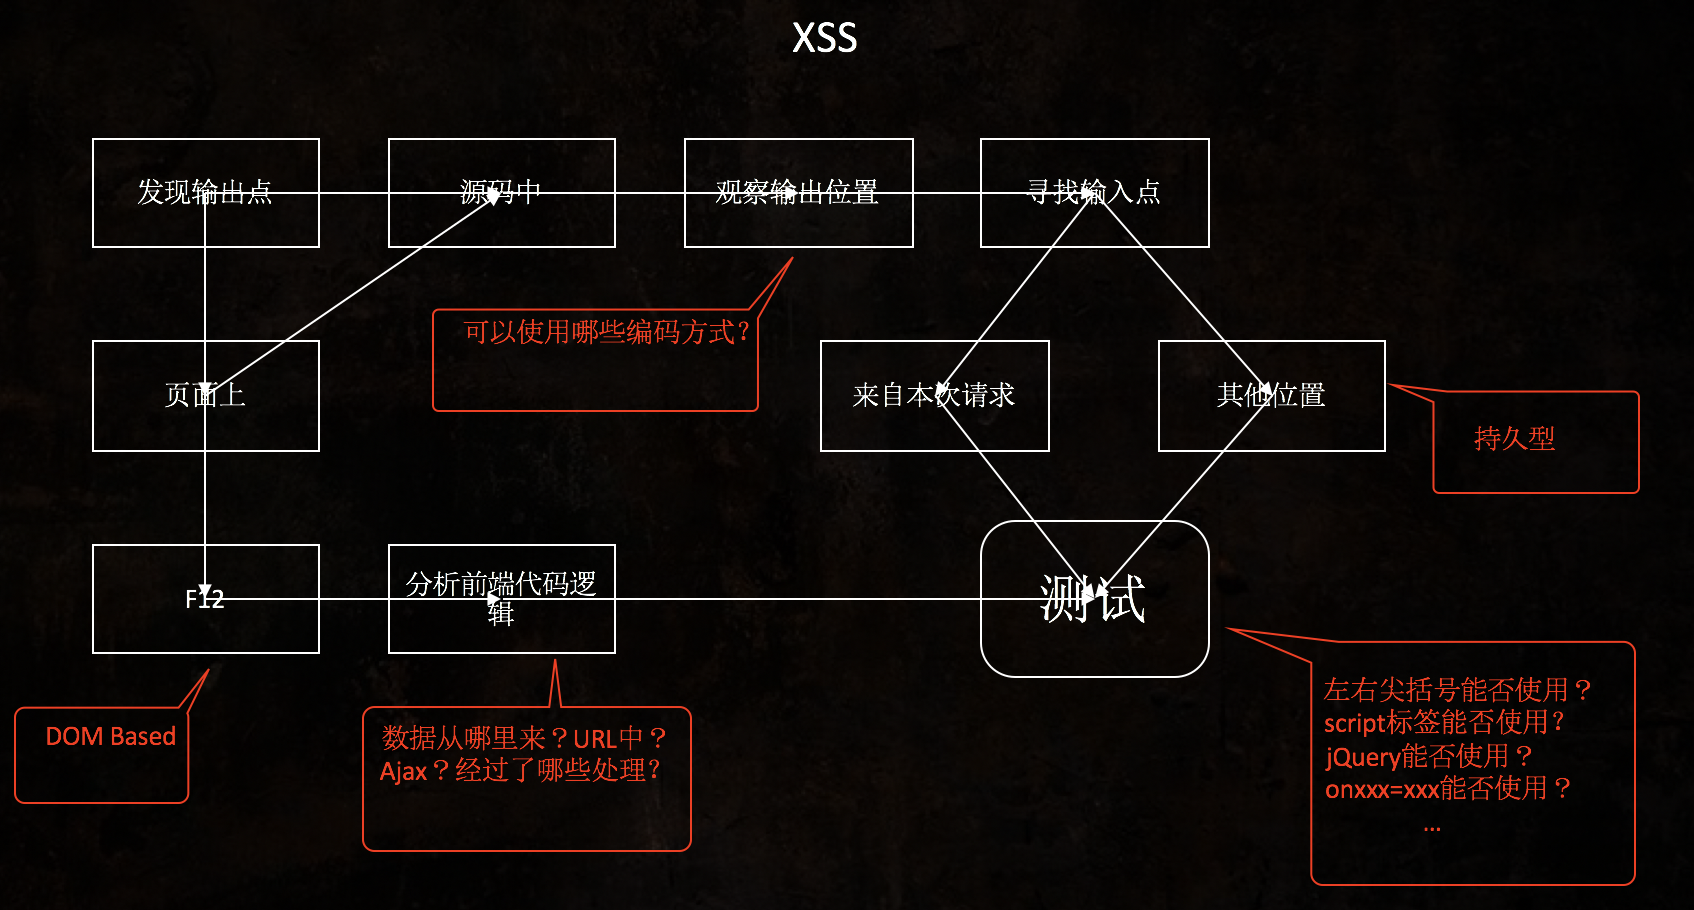 XSS
发现输出点
源码中
观察输出位置
寻找输入点
可以使用哪些编码方式?
页面上
来自本次请求
其他位置
持久型
F12
分析前端代码逻
辑
测试
DOM Based
数据从哪里来？URL中？
Ajax？经过了哪些处理?
左右尖括号能否使用？
script标签能否使用?
jQuery能否使用？
onxxx=xxx能否使用？
...